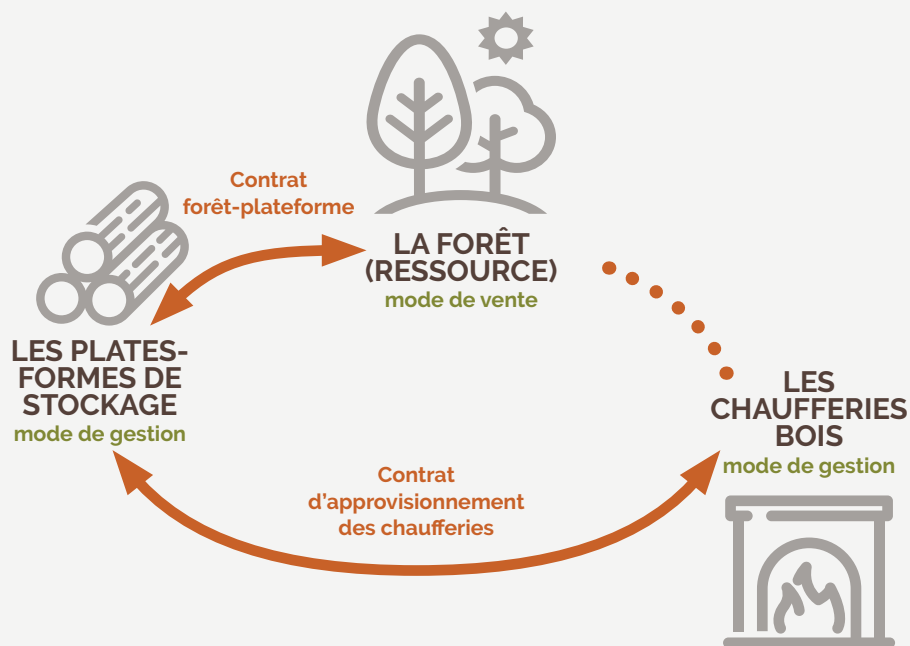 Contrat
forêt-plateforme
LA FORÊT
(RESSOURCE)
mode de vente
LES PLATES-
FORMES DE
STOCKAGE
mode de gestion
LES
CHAUFFERIES
BOIS
mode de gestion
Contrat
d’approvisionnement
des chaufferies